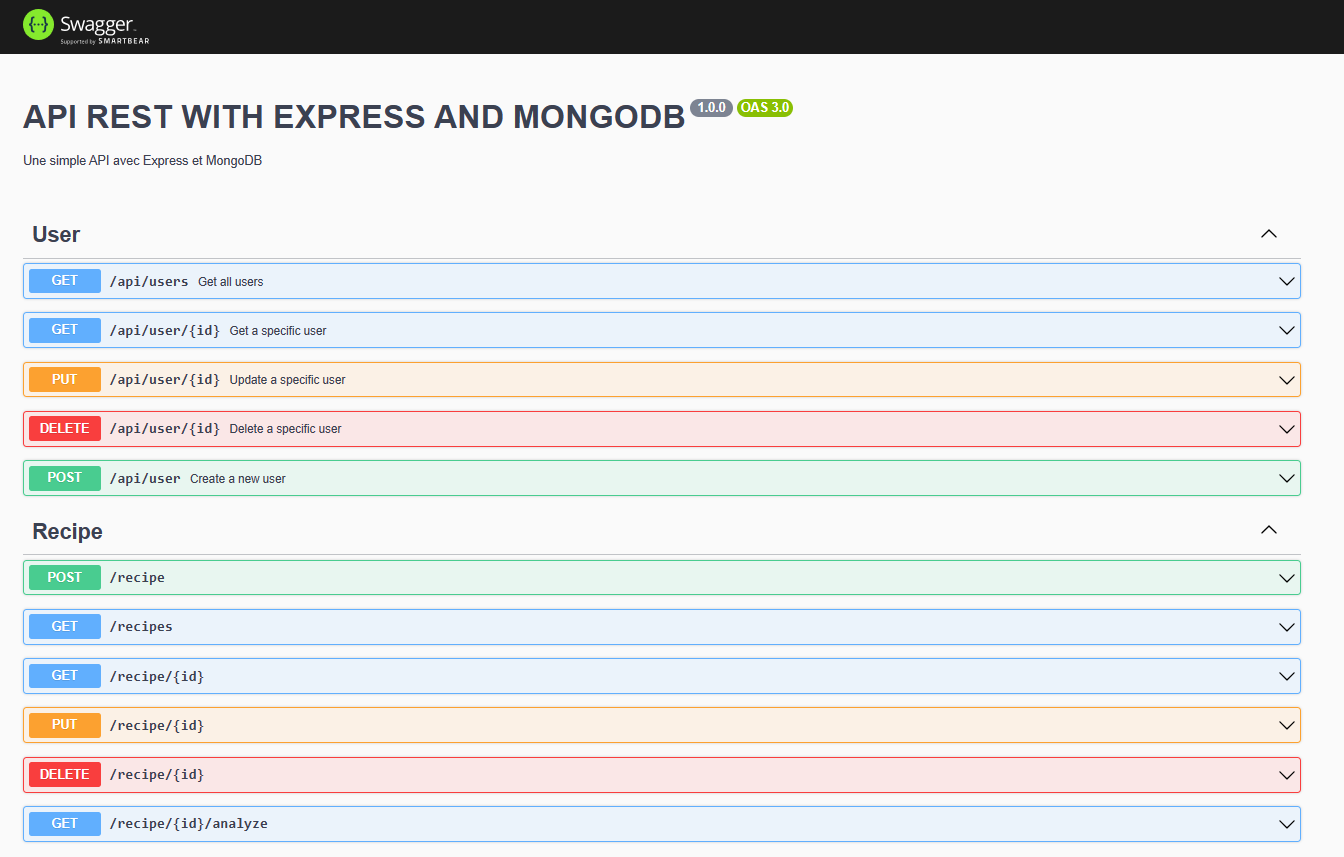 Swagger
Supported by SMARTBEAR
API REST WITH EXPRESS AND MONGODB 1.0.0 OAS 3.0
Une simple API avec Express et MongoDB
User
GET /api/users Get all users
GET /api/user/{id} Get a specific user
PUT /api/user/{id} Update a specific user
DELETE /api/user/{id} Delete a specific user
POST /api/user Create a new user
Recipe
POST /recipe
GET /recipes
GET /recipe/{id}
PUT /recipe/{id}
DELETE /recipe/{id}
GET /recipe/{id}/analyze